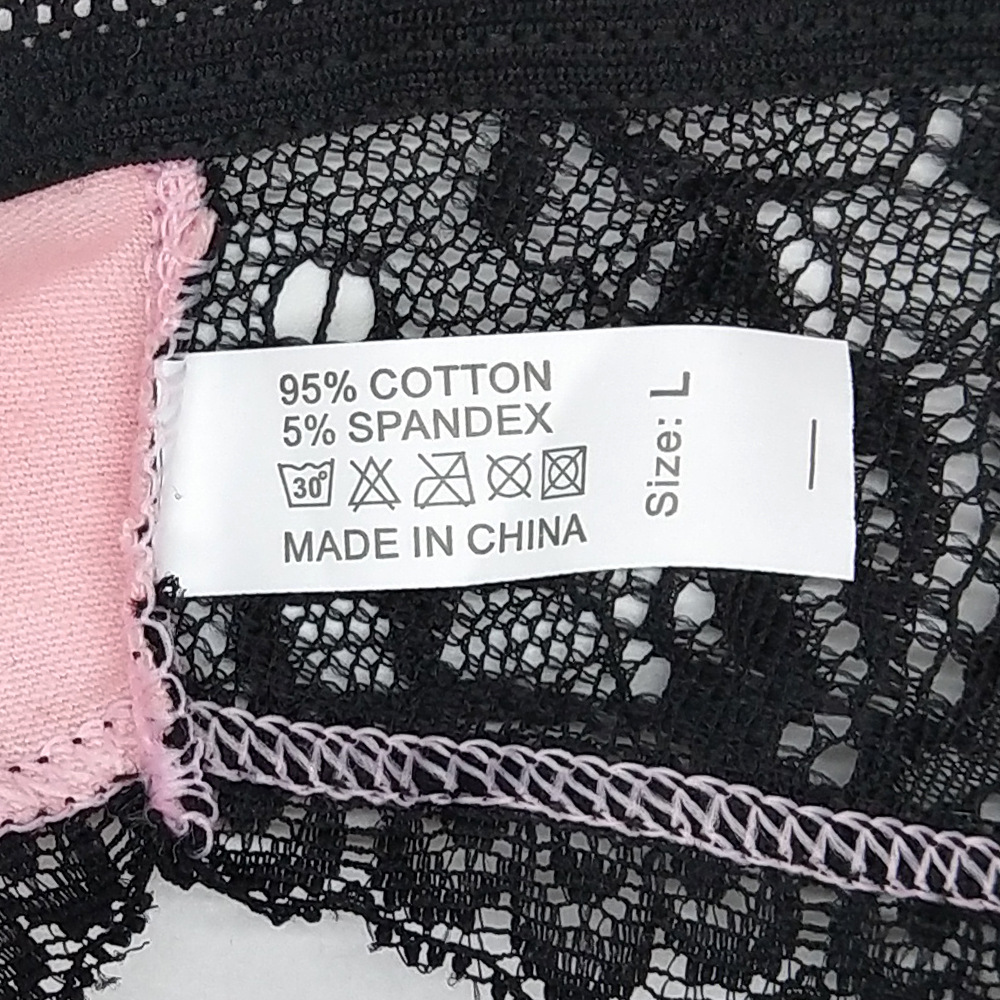 95% COTTON
5% SPANDEX
30°
MADE IN CHINA
Size: L